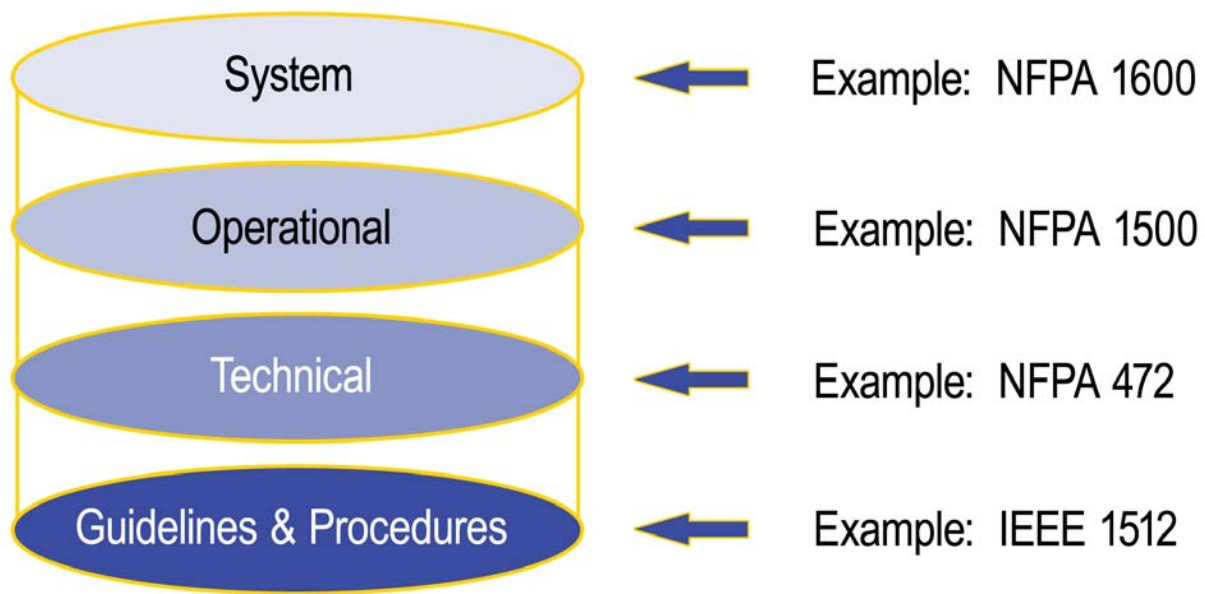 System
Example: NFPA 1600
Operational
Example: NFPA 1500
Technical
Example: NFPA 472
Guidelines & Procedures
Example: IEEE 1512